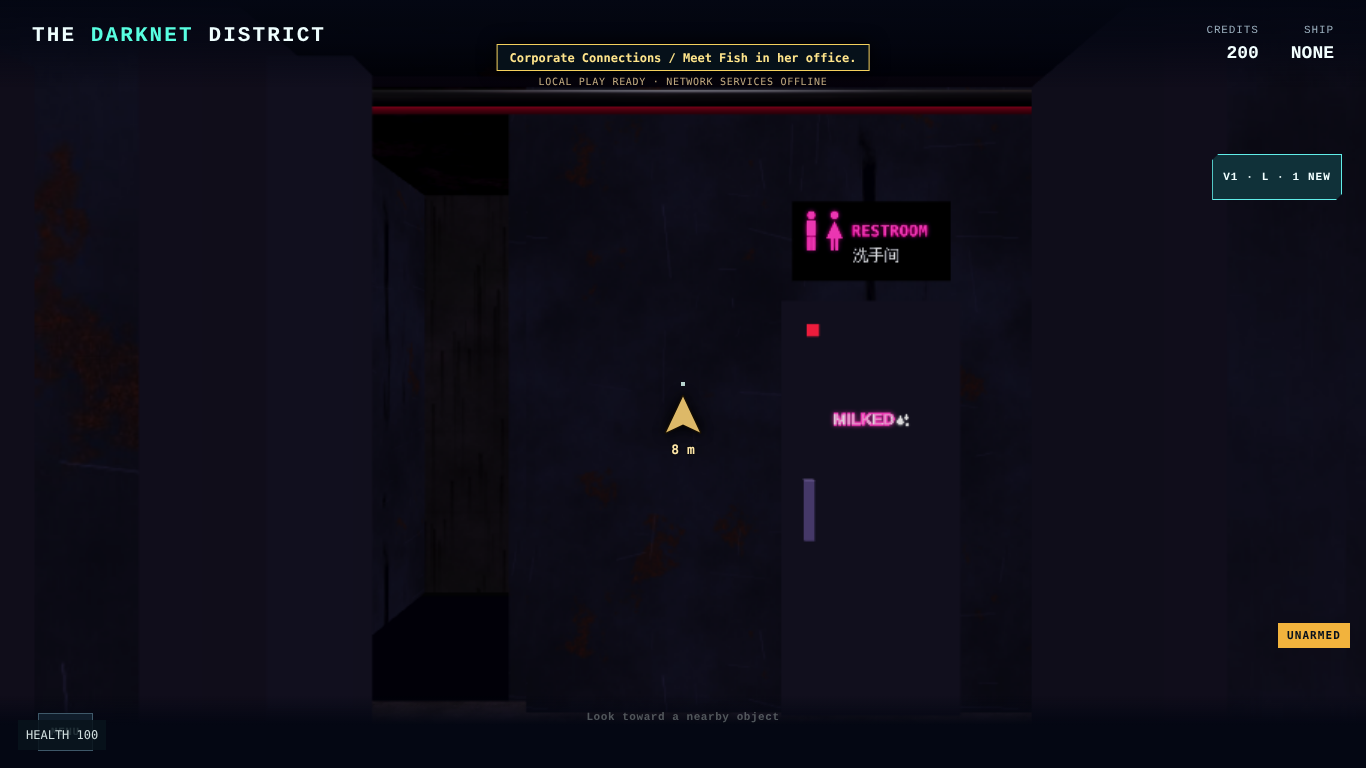 THE DARKNET DISTRICT
CREDITS
200
SHIP
NONE
Corporate Connections / Meet Fish in her office.
LOCAL PLAY READY · NETWORK SERVICES OFFLINE
V1 · L · 1 NEW
RESTROOM
洗手间
MILKED
8 m
UNARMED
Look toward a nearby object
HEALTH 100